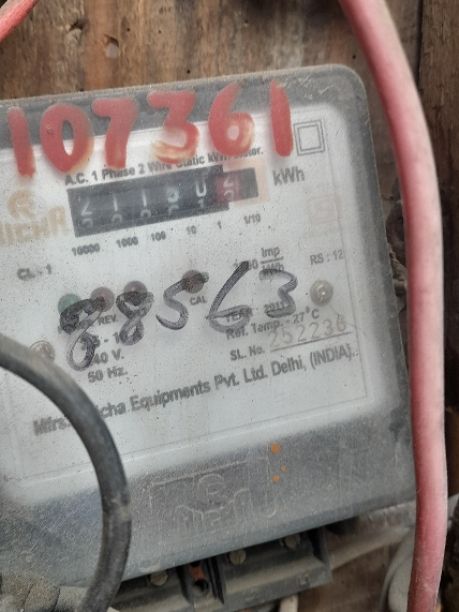 107361
A.C. 1 Phase 2 Wire Static kWh Meter.
kWh
10000 1000 100 10 1 1/10
CL - 1
Imp
kWh
RS : 12
88563
REV
CAL
Ref. Temp. - 27°C
40 V.
50 Hz.
SL. No. 252236
Equipments Pvt. Ltd. Delhi, (INDIA).